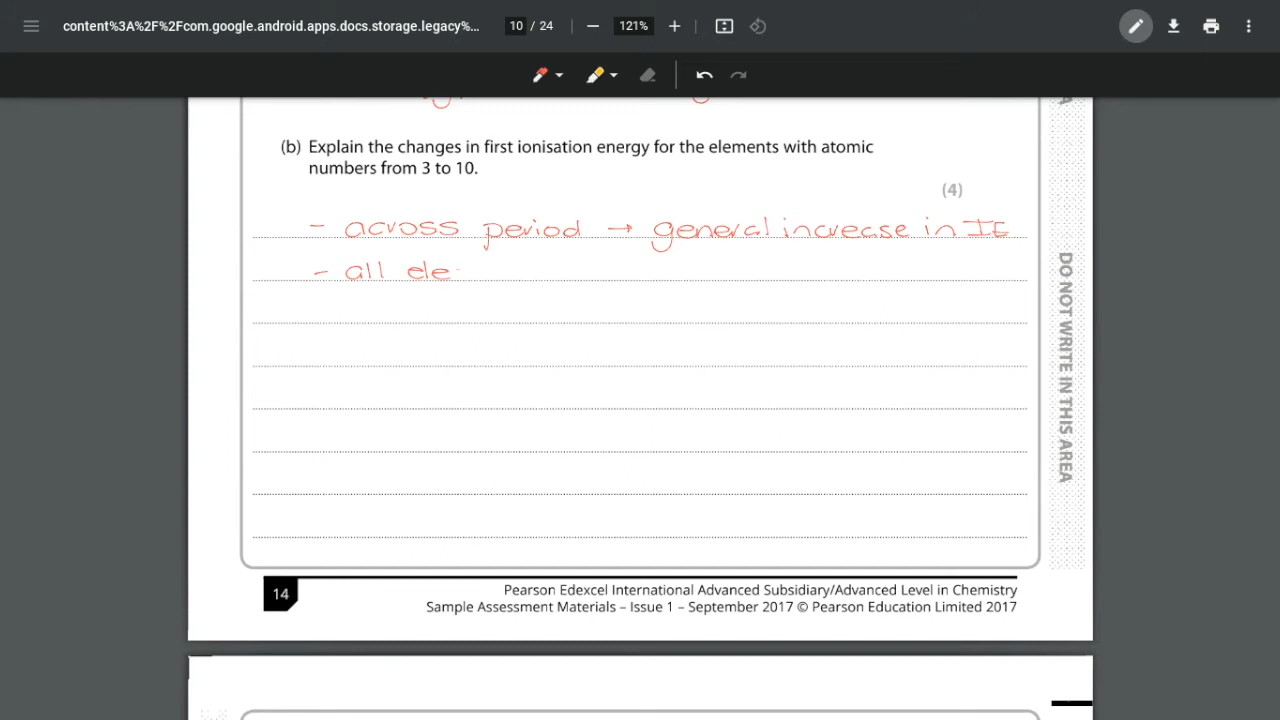 content%3A%2F%2Fcom.google.android.apps.docs.storage.legacy%...
10 / 24
121%
(b) Explain the changes in first ionisation energy for the elements with atomic
numbers from 3 to 10.
(4)
- across period → general increase in IE
- all ele
DO NOT WRITE IN THIS AREA
14
Pearson Edexcel International Advanced Subsidiary/Advanced Level in Chemistry
Sample Assessment Materials – Issue 1 – September 2017 © Pearson Education Limited 2017